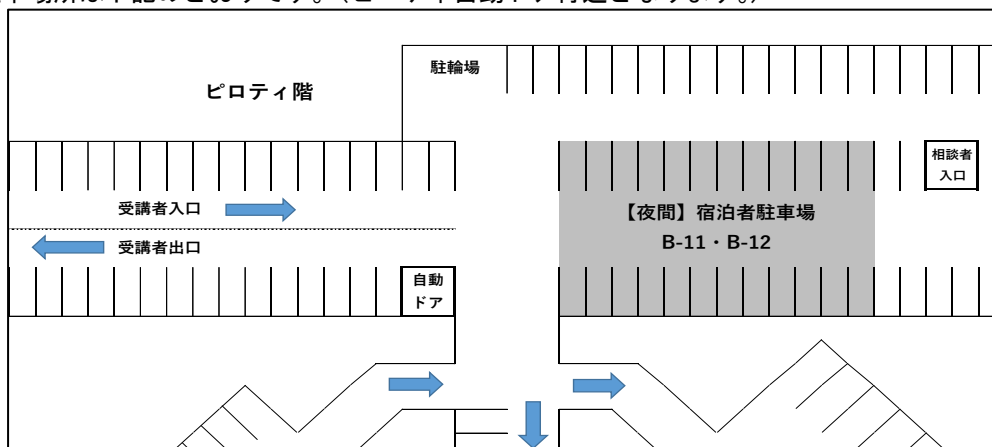 駐輪場
ピロティ階
相談者
入口
受講者入口
【夜間】宿泊者駐車場
B-11・B-12
受講者出口
自動
ドア